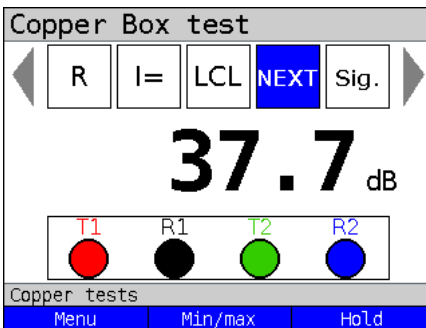 Copper Box test
R I= LCL NEXT Sig.
37.7 dB
T1 R1 T2 R2
Copper tests
Menu Min/max Hold